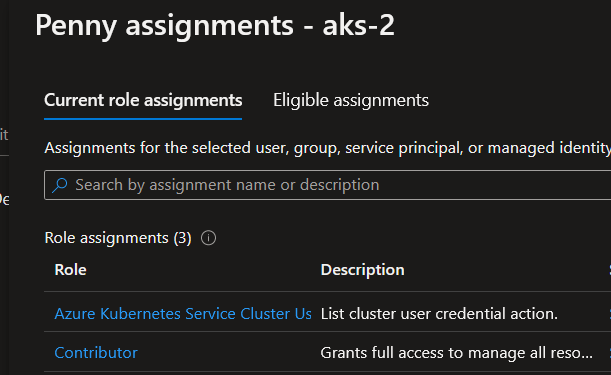 Penny assignments - aks-2
Current role assignments Eligible assignments
Assignments for the selected user, group, service principal, or managed identity
Search by assignment name or description
Role assignments (3)
Role Description
Azure Kubernetes Service Cluster Us List cluster user credential action.
Contributor Grants full access to manage all reso...